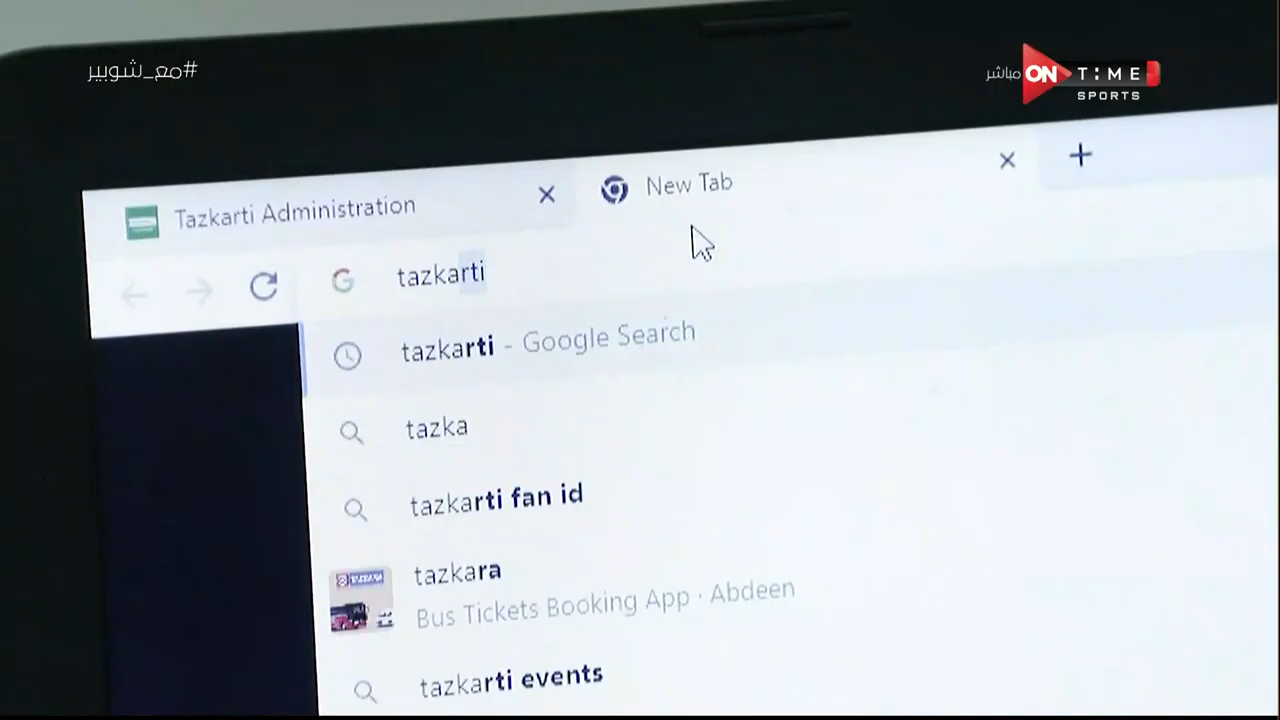 #مع_شوبير
مباشر ON TIME
SPORTS
Tazkarti Administration
New Tab
tazkarti
tazkarti - Google Search
tazka
tazkarti fan id
tazkara
Bus Tickets Booking App · Abdeen
tazkarti events